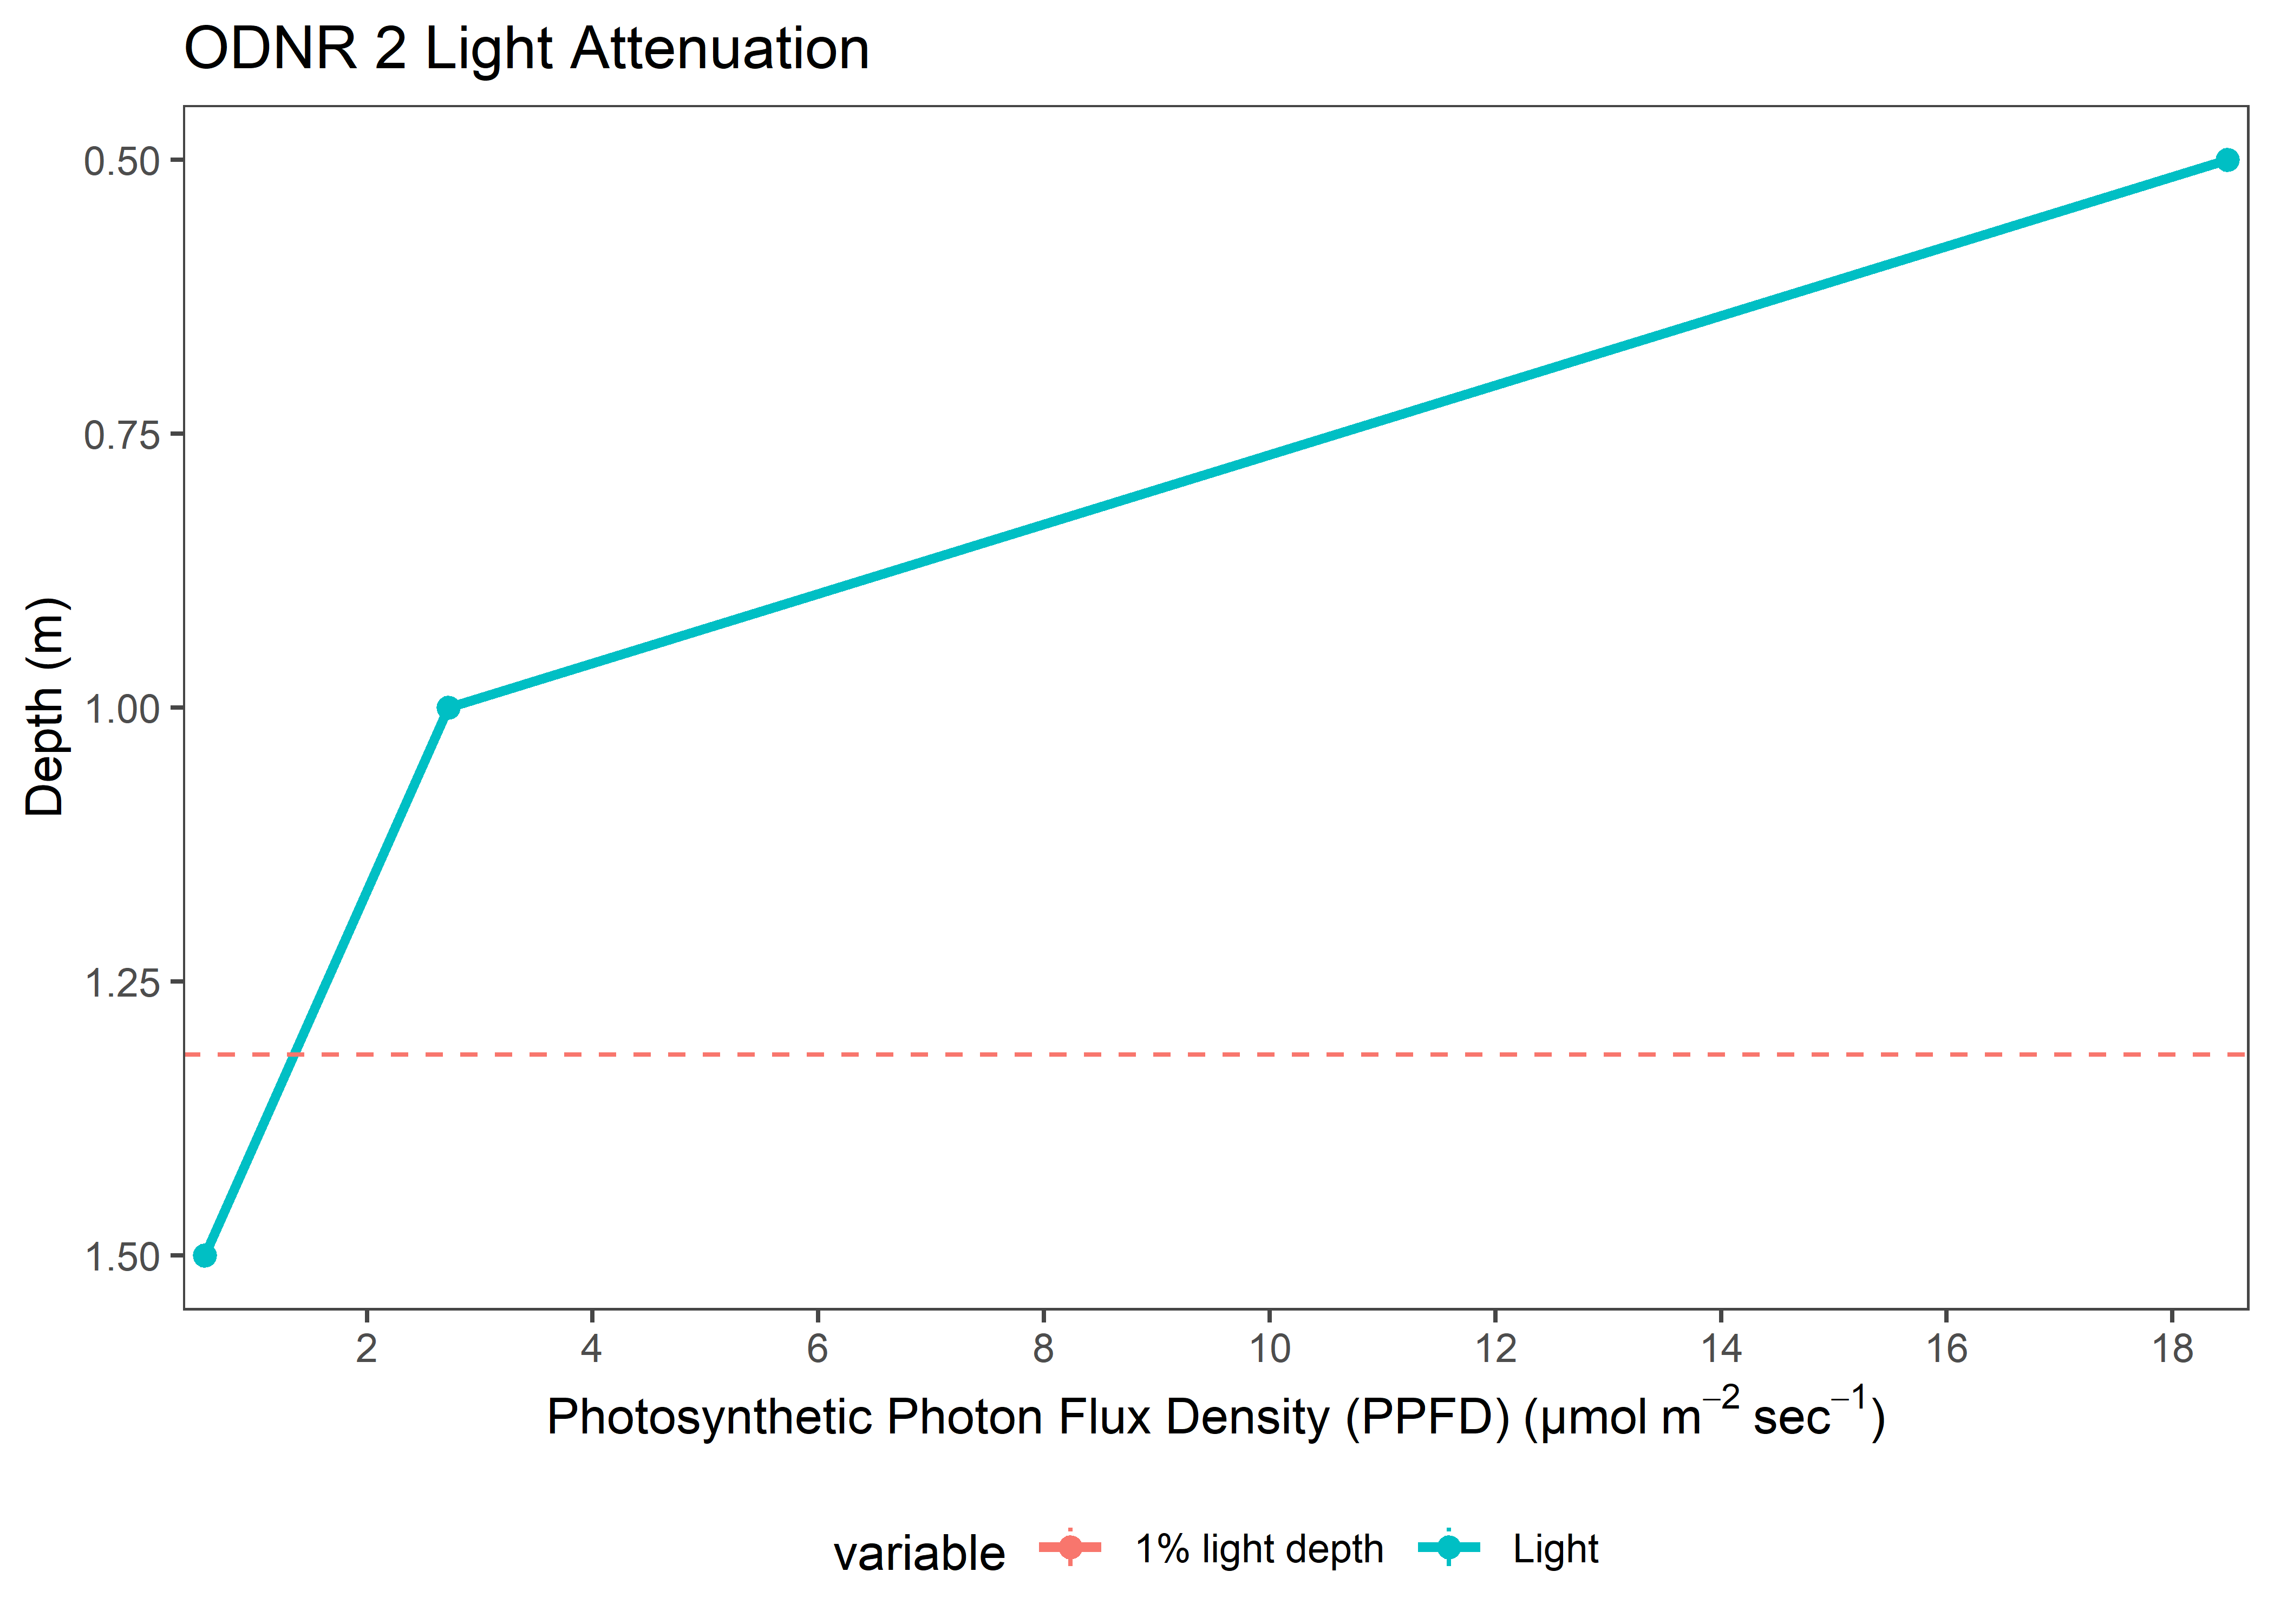 ODNR 2 Light Attenuation
0.50
0.75
1.00
1.25
1.50
Depth (m)
2 4 6 8 10 12 14 16 18
Photosynthetic Photon Flux Density (PPFD) (µmol m⁻² sec⁻¹)
variable 1% light depth Light